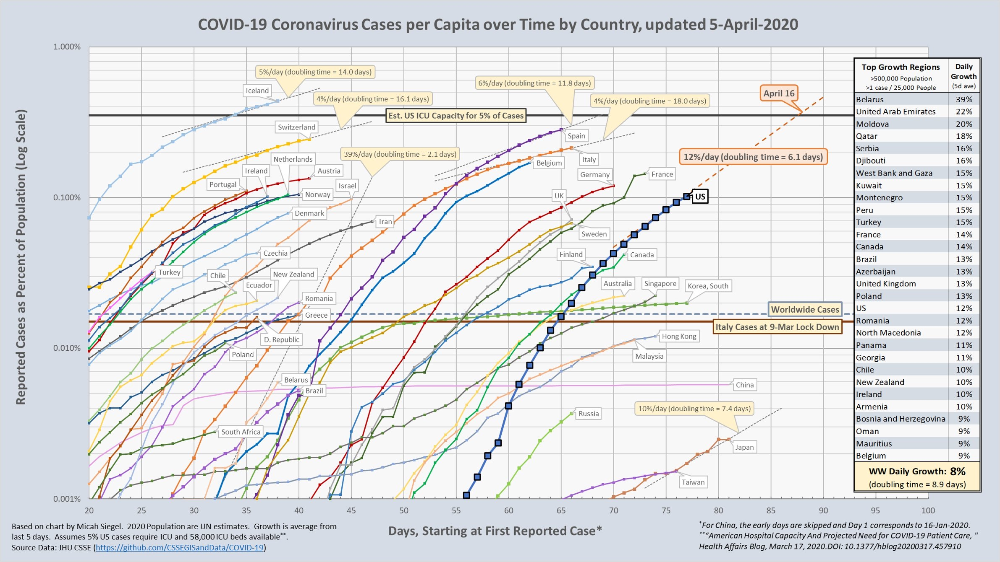 COVID-19 Coronavirus Cases per Capita over Time by Country, updated 5-April-2020
Reported Cases as Percent of Population (Log Scale)
1.000%
0.100%
0.010%
0.001%
5%/day (doubling time = 14.0 days)
Iceland
4%/day (doubling time = 16.1 days)
6%/day (doubling time = 11.8 days)
4%/day (doubling time = 18.0 days)
April 16
Est. US ICU Capacity for 5% of Cases
Switzerland
Spain
39%/day (doubling time = 2.1 days)
12%/day (doubling time = 6.1 days)
Netherlands
Italy
Belgium
Ireland
Austria
Germany
France
Portugal
Israel
Norway
UK
US
Denmark
Iran
Sweden
Czechia
Finland
Canada
Turkey
Chile
New Zealand
Ecuador
Australia
Singapore
Korea, South
Romania
Greece
Worldwide Cases
Italy Cases at 9-Mar Lock Down
D. Republic
Hong Kong
Poland
Malaysia
Belarus
Brazil
China
10%/day (doubling time = 7.4 days)
Russia
South Africa
Japan
Taiwan
20 25 30 35 40 45 50 55 60 65 70 75 80 85 90 95 100
Days, Starting at First Reported Case*
Top Growth Regions
>500,000 Population
>1 case / 25,000 People
Daily
Growth
(5d ave)
Belarus 39%
United Arab Emirates 22%
Moldova 20%
Qatar 18%
Serbia 16%
Djibouti 16%
West Bank and Gaza 15%
Kuwait 15%
Montenegro 15%
Peru 15%
Turkey 15%
France 14%
Canada 14%
Brazil 13%
Azerbaijan 13%
United Kingdom 13%
Poland 13%
US 12%
Romania 12%
North Macedonia 12%
Panama 11%
Georgia 11%
Chile 10%
New Zealand 10%
Ireland 10%
Armenia 10%
Bosnia and Herzegovina 9%
Oman 9%
Mauritius 9%
Belgium 9%
WW Daily Growth: 8%
(doubling time = 8.9 days)
Based on chart by Micah Siegel. 2020 Population are UN estimates. Growth is average from
last 5 days. Assumes 5% US cases require ICU and 58,000 ICU beds available**.
Source Data: JHU CSSE (https://github.com/CSSEGISandData/COVID-19)
*For China, the early days are skipped and Day 1 corresponds to 16-Jan-2020.
**"American Hospital Capacity And Projected Need for COVID-19 Patient Care, "
Health Affairs Blog, March 17, 2020.DOI: 10.1377/hblog20200317.457910